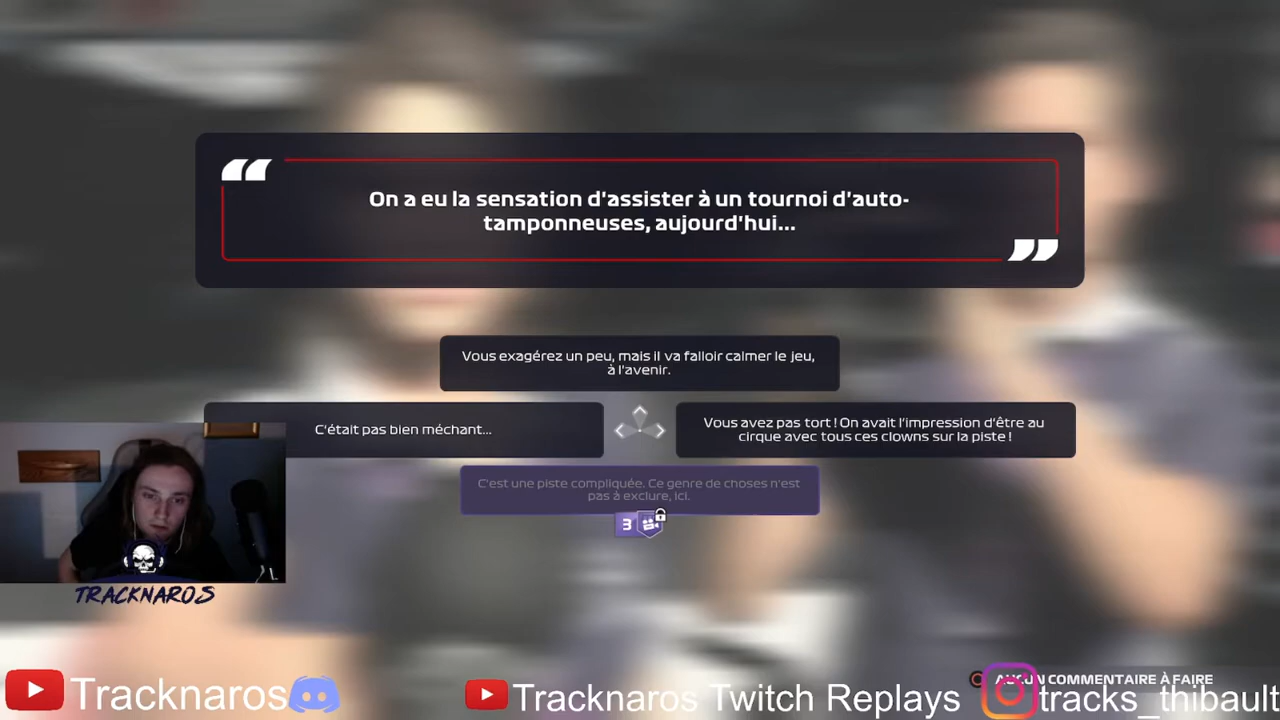 On a eu la sensation d'assister à un tournoi d'auto-
tamponneuses, aujourd'hui...
Vous exagérez un peu, mais il va falloir calmer le jeu,
à l'avenir.
C'était pas bien méchant...
Vous avez pas tort ! On avait l'impression d'être au
cirque avec tous ces clowns sur la piste !
C'est une piste compliquée. Ce genre de choses n'est
pas à exclure, ici.
3
TRACKNAROS
AUCUN COMMENTAIRE À FAIRE
Tracknaros
Tracknaros Twitch Replays
tracks_thibault